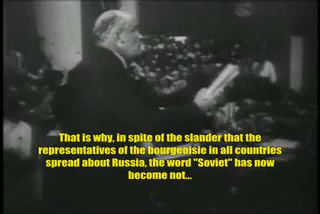 That is why, in spite of the slander that the
representatives of the bourgeoisie in all countries
spread about Russia, the word "Soviet" has now
become not...